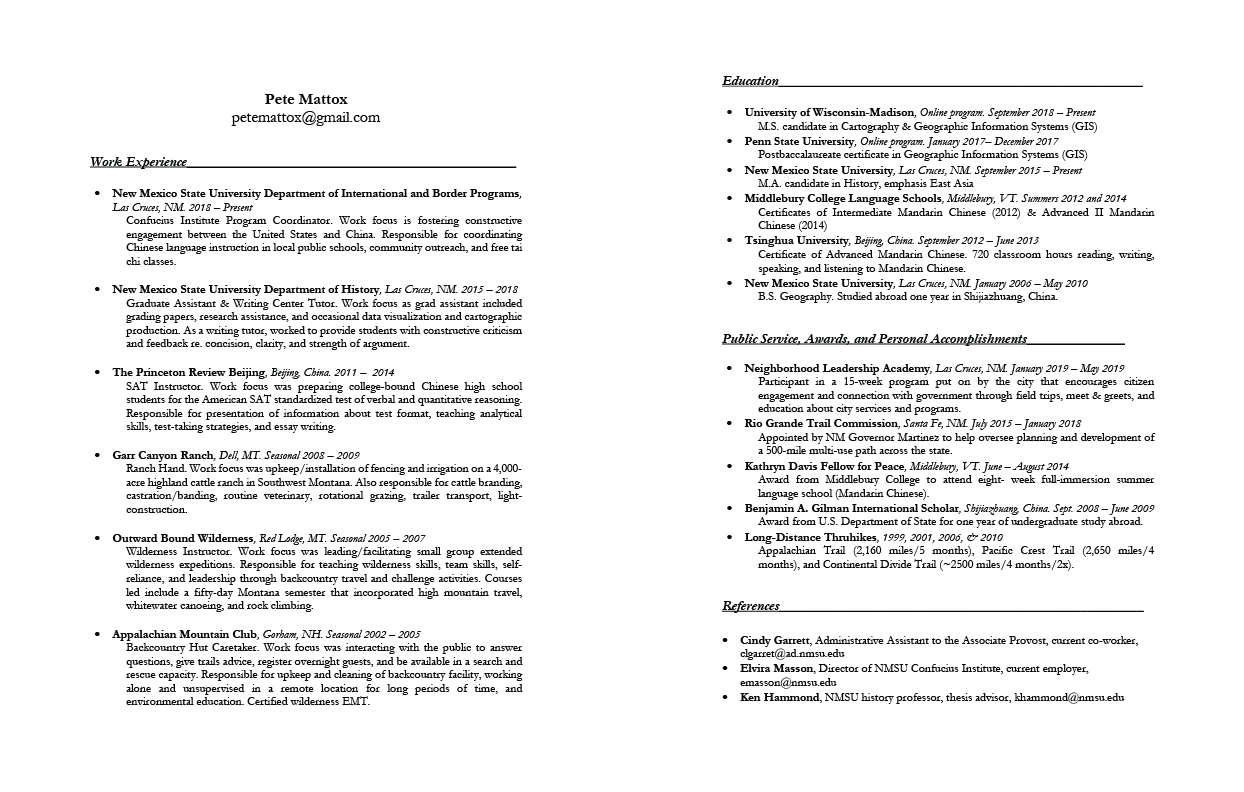 Pete Mattox
petemattox@gmail.com
Work Experience
• New Mexico State University Department of International and Border Programs,
Las Cruces, NM. 2018 – Present
Confucius Institute Program Coordinator. Work focus is fostering constructive
engagement between the United States and China. Responsible for coordinating
Chinese language instruction in local public schools, community outreach, and free tai
chi classes.
• New Mexico State University Department of History, Las Cruces, NM. 2015 – 2018
Graduate Assistant & Writing Center Tutor. Work focus as grad assistant included
grading papers, research assistance, and occasional data visualization and cartographic
production. As a writing tutor, worked to provide students with constructive criticism
and feedback re. concision, clarity, and strength of argument.
• The Princeton Review Beijing, Beijing, China. 2011 – 2014
SAT Instructor. Work focus was preparing college-bound Chinese high school
students for the American SAT standardized test of verbal and quantitative reasoning.
Responsible for presentation of information about test format, teaching analytical
skills, test-taking strategies, and essay writing.
• Garr Canyon Ranch, Dell, MT. Seasonal 2008 – 2009
Ranch Hand. Work focus was upkeep/installation of fencing and irrigation on a 4,000-
acre highland cattle ranch in Southwest Montana. Also responsible for cattle branding,
castration/banding, routine veterinary, rotational grazing, trailer transport, light-
construction.
• Outward Bound Wilderness, Red Lodge, MT. Seasonal 2005 – 2007
Wilderness Instructor. Work focus was leading/facilitating small group extended
wilderness expeditions. Responsible for teaching wilderness skills, team skills, self-
reliance, and leadership through backcountry travel and challenge activities. Courses
led include a fifty-day Montana semester that incorporated high mountain travel,
whitewater canoeing, and rock climbing.
• Appalachian Mountain Club, Gorham, NH. Seasonal 2002 – 2005
Backcountry Hut Caretaker. Work focus was interacting with the public to answer
questions, give trails advice, register overnight guests, and be available in a search and
rescue capacity. Responsible for upkeep and cleaning of backcountry facility, working
alone and unsupervised in a remote location for long periods of time, and
environmental education. Certified wilderness EMT.
Education
• University of Wisconsin-Madison, Online program. September 2018 – Present
M.S. candidate in Cartography & Geographic Information Systems (GIS)
• Penn State University, Online program. January 2017– December 2017
Postbaccalaureate certificate in Geographic Information Systems (GIS)
• New Mexico State University, Las Cruces, NM. September 2015 – Present
M.A. candidate in History, emphasis East Asia
• Middlebury College Language Schools, Middlebury, VT. Summers 2012 and 2014
Certificates of Intermediate Mandarin Chinese (2012) & Advanced II Mandarin
Chinese (2014)
• Tsinghua University, Beijing, China. September 2012 – June 2013
Certificate of Advanced Mandarin Chinese. 720 classroom hours reading, writing,
speaking, and listening to Mandarin Chinese.
• New Mexico State University, Las Cruces, NM. January 2006 – May 2010
B.S. Geography. Studied abroad one year in Shijiazhuang, China.
Public Service, Awards, and Personal Accomplishments
• Neighborhood Leadership Academy, Las Cruces, NM. January 2019 – May 2019
Participant in a 15-week program put on by the city that encourages citizen
engagement and connection with government through field trips, meet & greets, and
education about city services and programs.
• Rio Grande Trail Commission, Santa Fe, NM. July 2015 – January 2018
Appointed by NM Governor Martinez to help oversee planning and development of
a 500-mile multi-use path across the state.
• Kathryn Davis Fellow for Peace, Middlebury, VT. June – August 2014
Award from Middlebury College to attend eight- week full-immersion summer
language school (Mandarin Chinese).
• Benjamin A. Gilman International Scholar, Shijiazhuang, China. Sept. 2008 – June 2009
Award from U.S. Department of State for one year of undergraduate study abroad.
• Long-Distance Thruhikes, 1999, 2001, 2006, & 2010
Appalachian Trail (2,160 miles/5 months), Pacific Crest Trail (2,650 miles/4
months), and Continental Divide Trail (~2500 miles/4 months/2x).
References
• Cindy Garrett, Administrative Assistant to the Associate Provost, current co-worker,
clgarret@ad.nmsu.edu
• Elvira Masson, Director of NMSU Confucius Institute, current employer,
emasson@nmsu.edu
• Ken Hammond, NMSU history professor, thesis advisor, khammond@nmsu.edu